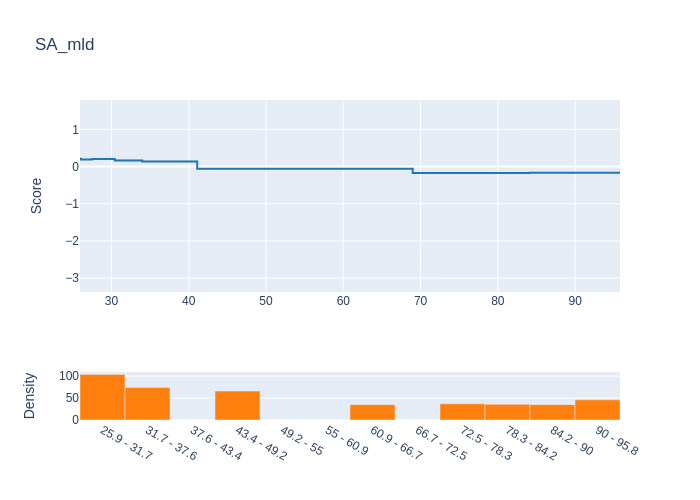 SA_mld
Score
1
0
−1
−2
−3
30 40 50 60 70 80 90
Density
100
50
0
25.9 - 31.7
31.7 - 37.6
37.6 - 43.4
43.4 - 49.2
49.2 - 55
55 - 60.9
60.9 - 66.7
66.7 - 72.5
72.5 - 78.3
78.3 - 84.2
84.2 - 90
90 - 95.8